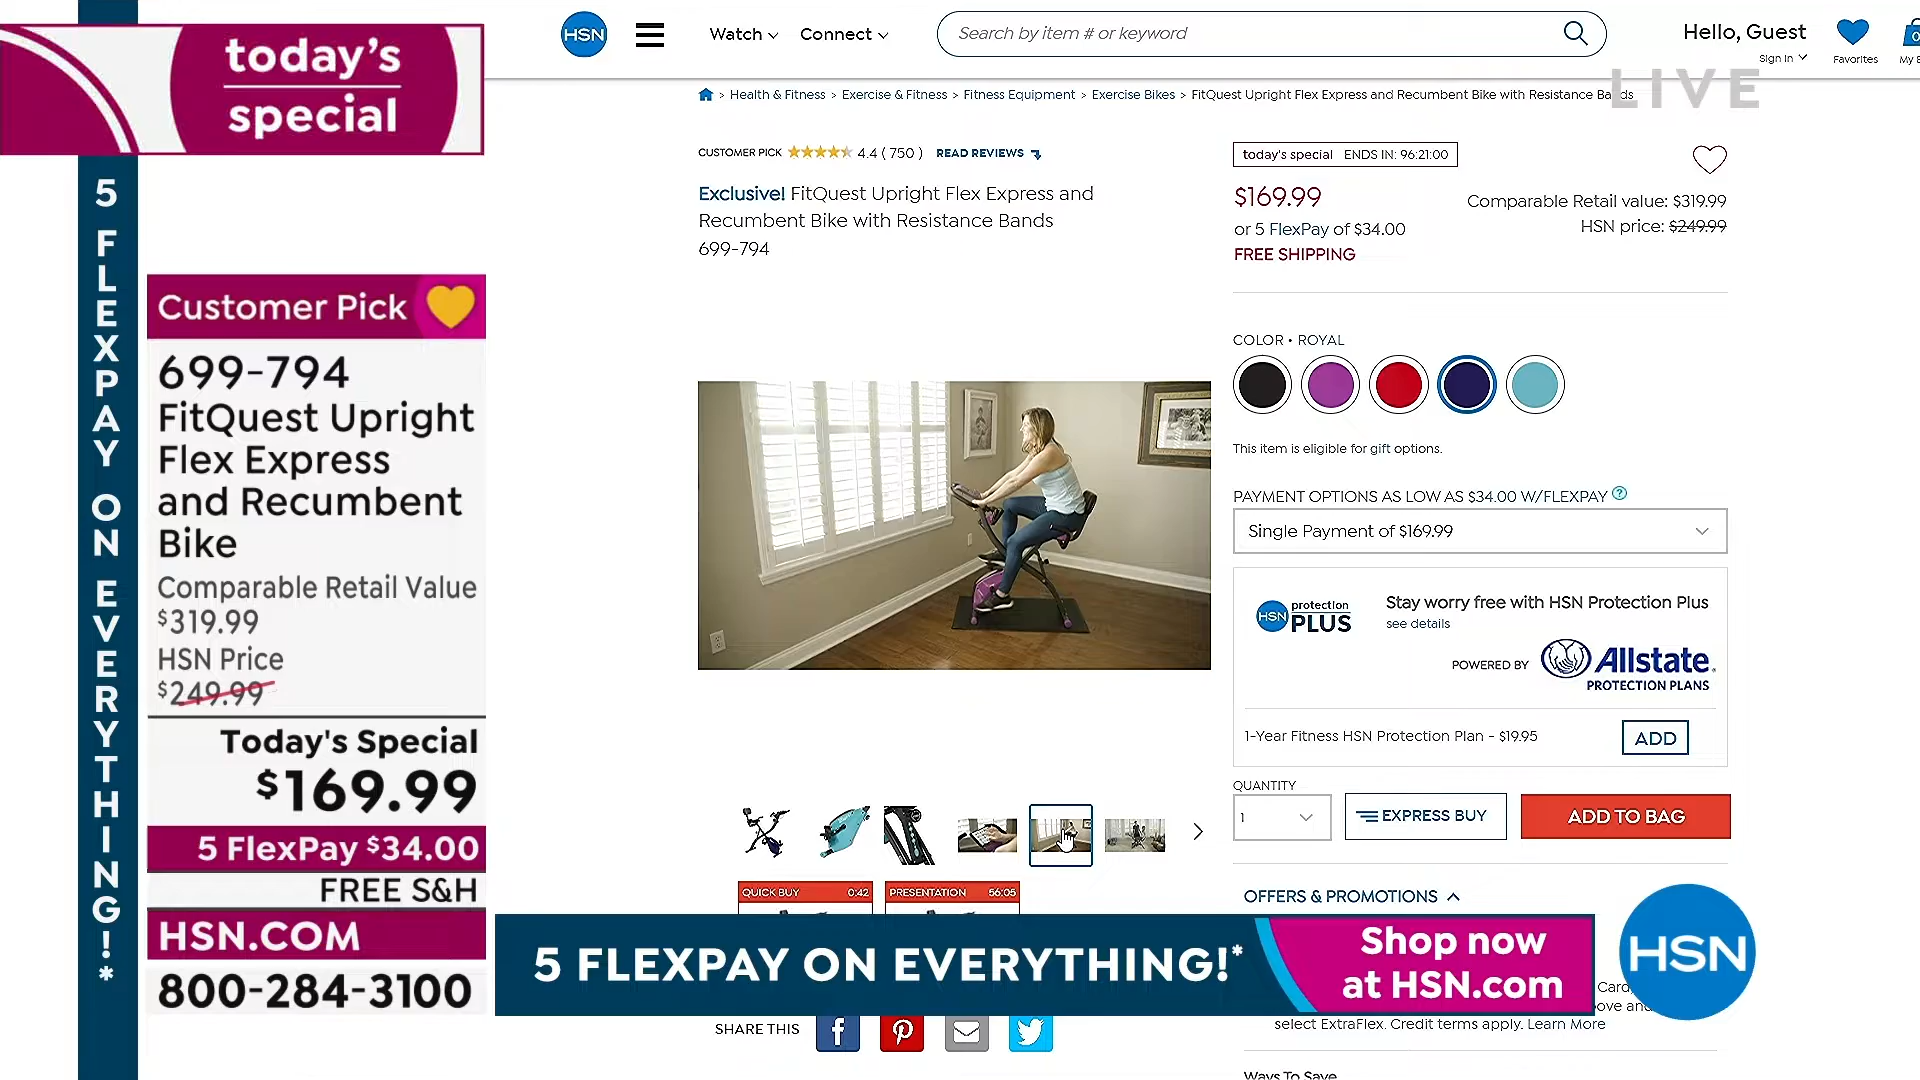 today's
special
5 FLEXPAY ON EVERYTHING!*
Customer Pick
699-794
FitQuest Upright
Flex Express
and Recumbent
Bike
Comparable Retail Value
$319.99
HSN Price
$249.99
Today's Special
$169.99
5 FlexPay $34.00
FREE S&H
HSN.COM
800-284-3100
HSN
Watch
Connect
Search by item # or keyword
Hello, Guest
Sign In
Favorites
0
My
LIVE
> Health & Fitness > Exercise & Fitness > Fitness Equipment > Exercise Bikes > FitQuest Upright Flex Express and Recumbent Bike with Resistance Bands
CUSTOMER PICK 4.4 ( 750 ) READ REVIEWS
Exclusive! FitQuest Upright Flex Express and
Recumbent Bike with Resistance Bands
699-794
today's special ENDS IN: 96:21:00
$169.99
or 5 FlexPay of $34.00
FREE SHIPPING
Comparable Retail value: $319.99
HSN price: $249.99
COLOR • ROYAL
This item is eligible for gift options.
PAYMENT OPTIONS AS LOW AS $34.00 W/FLEXPAY ?
Single Payment of $169.99
HSN protection PLUS
Stay worry free with HSN Protection Plus
see details
POWERED BY Allstate.
PROTECTION PLANS
1-Year Fitness HSN Protection Plan - $19.95
ADD
QUANTITY
1
EXPRESS BUY
ADD TO BAG
QUICK BUY 0:42
PRESENTATION 56:05
OFFERS & PROMOTIONS
5 FLEXPAY ON EVERYTHING!*
Shop now
at HSN.com
HSN
Card,
ove and
select ExtraFlex. Credit terms apply. Learn More
SHARE THIS
Ways To Save